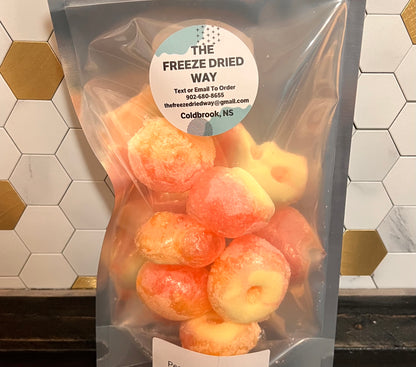 THE
FREEZE DRIED
WAY
Text or Email To Order
902-680-8655
thefreezedriedway@gmail.com
Coldbrook, NS